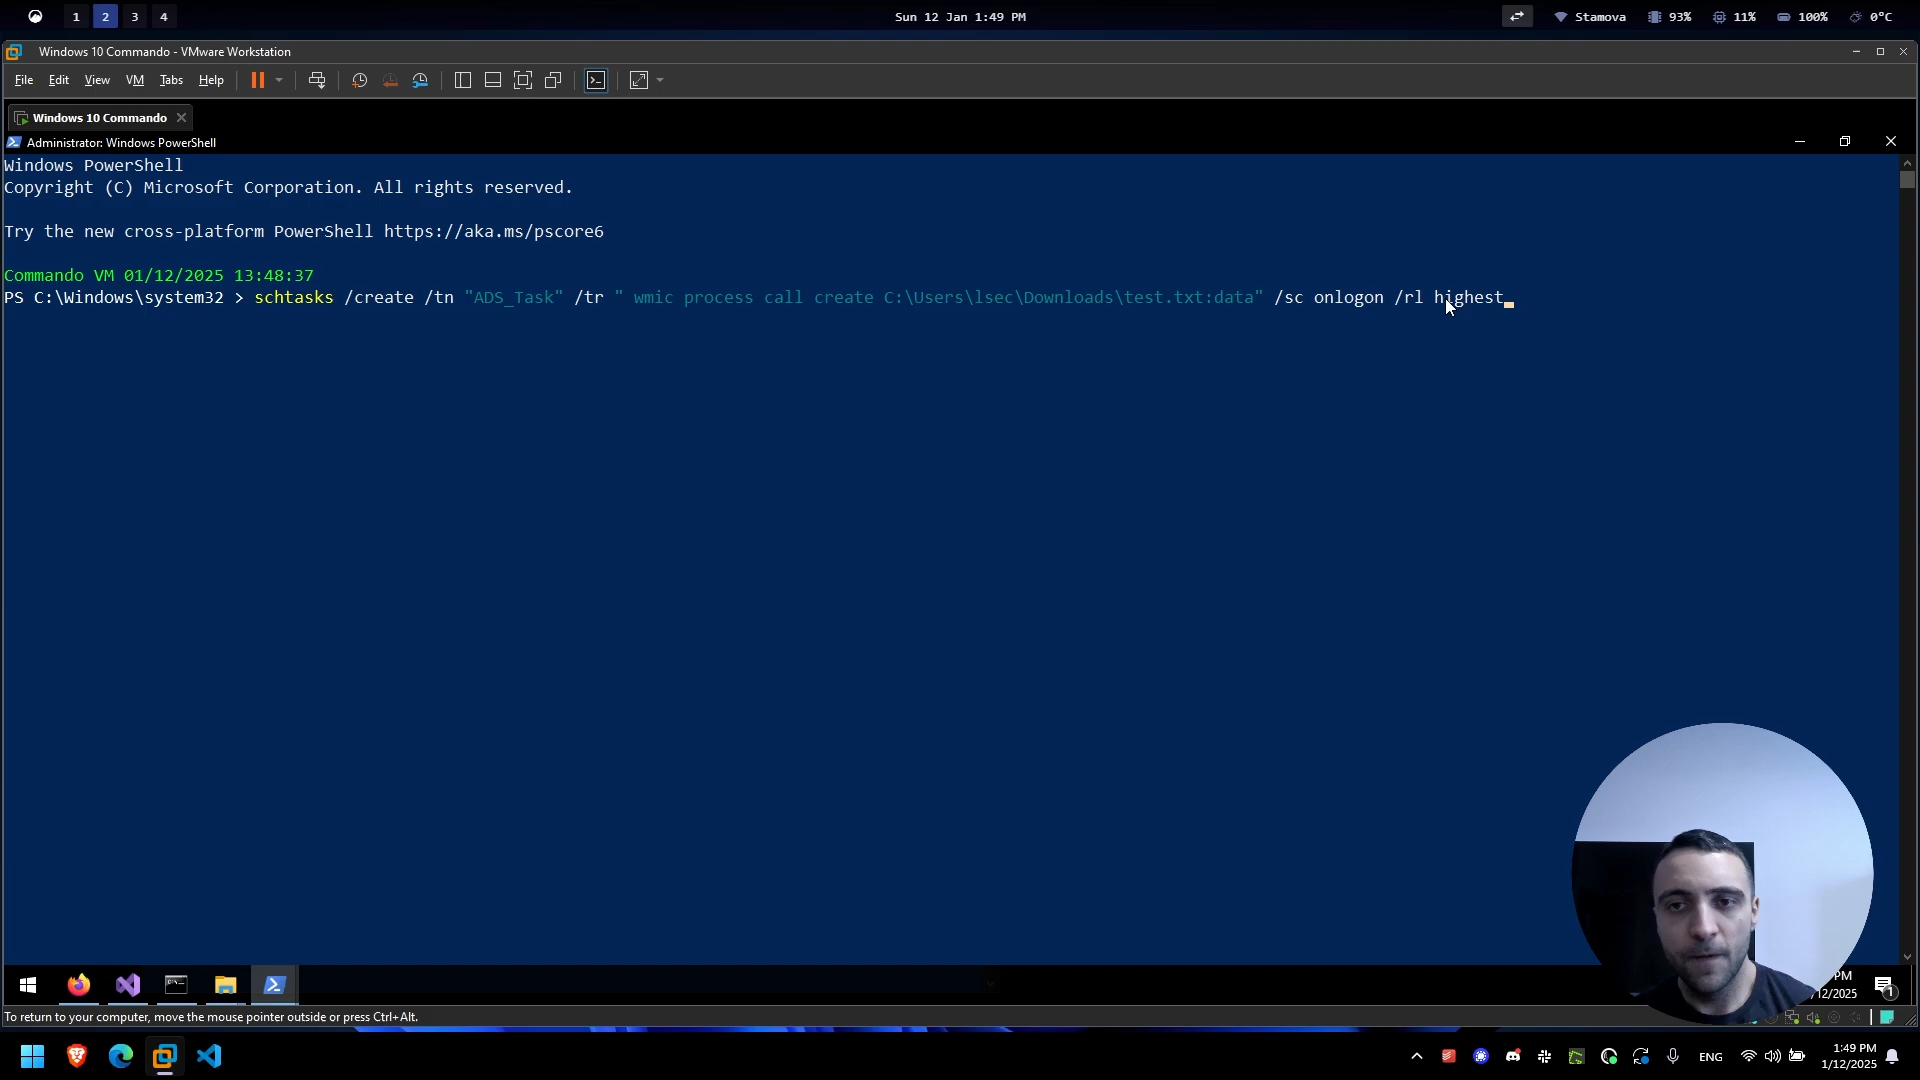 1 2 3 4
Sun 12 Jan 1:49 PM
Stamova 93% 11% 100% 0°C
Windows 10 Commando - VMware Workstation
File Edit View VM Tabs Help
Windows 10 Commando
Administrator: Windows PowerShell
Windows PowerShell
Copyright (C) Microsoft Corporation. All rights reserved.
Try the new cross-platform PowerShell https://aka.ms/pscore6
Commando VM 01/12/2025 13:48:37
PS C:\Windows\system32 > schtasks /create /tn "ADS_Task" /tr " wmic process call create C:\Users\lsec\Downloads\test.txt:data" /sc onlogon /rl highest
PM
/12/2025
1
To return to your computer, move the mouse pointer outside or press Ctrl+Alt.
ENG
1:49 PM
1/12/2025